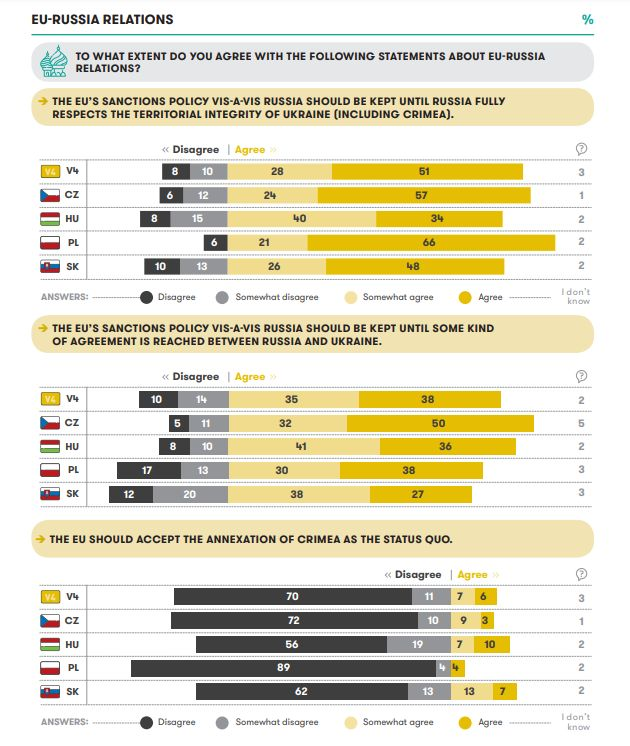 EU-RUSSIA RELATIONS %
TO WHAT EXTENT DO YOU AGREE WITH THE FOLLOWING STATEMENTS ABOUT EU-RUSSIA
RELATIONS?
→ THE EU'S SANCTIONS POLICY VIS-A-VIS RUSSIA SHOULD BE KEPT UNTIL RUSSIA FULLY
RESPECTS THE TERRITORIAL INTEGRITY OF UKRAINE (INCLUDING CRIMEA).
« Disagree | Agree » ?
V4 V4 8 10 28 51 3
CZ 6 12 24 57 1
HU 8 15 40 34 2
PL 6 21 66 2
SK 10 13 26 48 2
ANSWERS: Disagree Somewhat disagree Somewhat agree Agree I don't
know
→ THE EU'S SANCTIONS POLICY VIS-A-VIS RUSSIA SHOULD BE KEPT UNTIL SOME KIND
OF AGREEMENT IS REACHED BETWEEN RUSSIA AND UKRAINE.
« Disagree | Agree » ?
V4 V4 10 14 35 38 2
CZ 5 11 32 50 5
HU 8 10 41 36 2
PL 17 13 30 38 3
SK 12 20 38 27 3
→ THE EU SHOULD ACCEPT THE ANNEXATION OF CRIMEA AS THE STATUS QUO.
« Disagree | Agree » ?
V4 V4 70 11 7 6 3
CZ 72 10 9 3 1
HU 56 19 7 10 2
PL 89 4 4 2
SK 62 13 13 7 2
ANSWERS: Disagree Somewhat disagree Somewhat agree Agree I don't
know